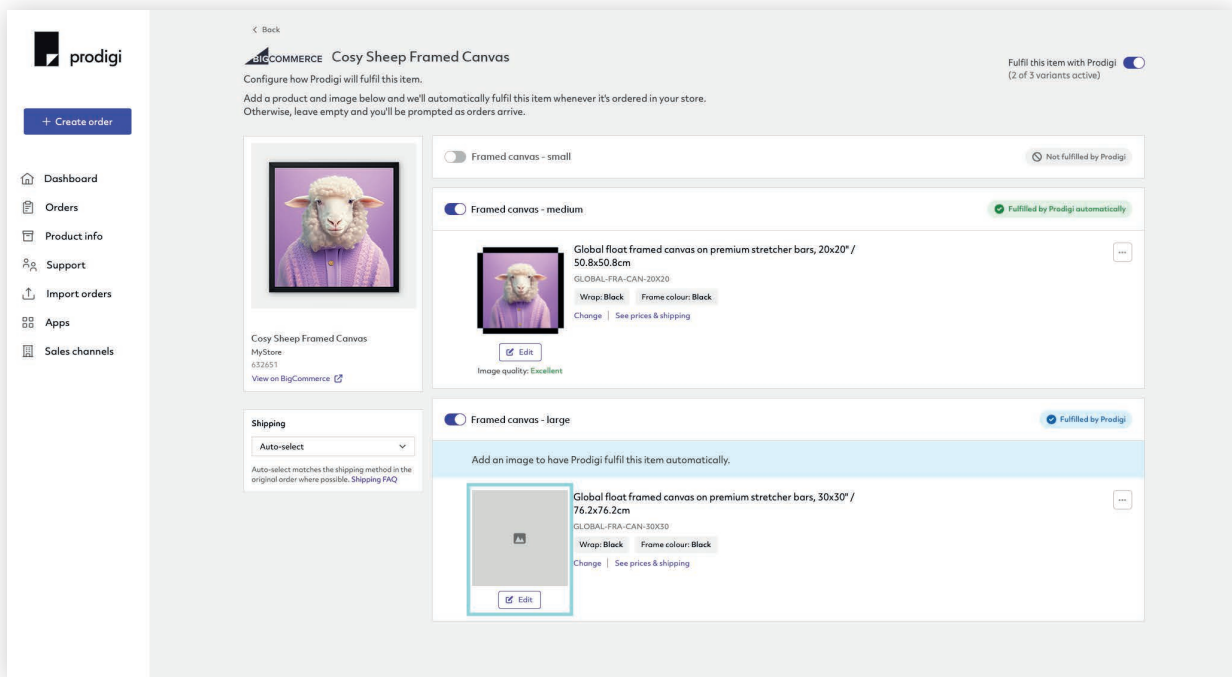 prodigi
+ Create order
Dashboard
Orders
Product info
Support
Import orders
Apps
Sales channels
Back
BIGCOMMERCE Cosy Sheep Framed Canvas
Configure how Prodigi will fulfil this item.
Add a product and image below and we'll automatically fulfil this item whenever it's ordered in your store.
Otherwise, leave empty and you'll be prompted as orders arrive.
Fulfil this item with Prodigi
(2 of 3 variants active)
Cosy Sheep Framed Canvas
MyStore
632651
View on BigCommerce
Shipping
Auto-select
Auto-select matches the shipping method in the
original order where possible. Shipping FAQ
Framed canvas - small
Not fulfilled by Prodigi
Framed canvas - medium
Fulfilled by Prodigi automatically
Global float framed canvas on premium stretcher bars, 20x20" /
50.8x50.8cm
GLOBAL-FRA-CAN-20X20
Wrap: Black Frame colour: Black
Change | See prices & shipping
...
Edit
Image quality: Excellent
Framed canvas - large
Fulfilled by Prodigi
Add an image to have Prodigi fulfil this item automatically.
Global float framed canvas on premium stretcher bars, 30x30" /
76.2x76.2cm
GLOBAL-FRA-CAN-30X30
Wrap: Black Frame colour: Black
Change | See prices & shipping
...
Edit